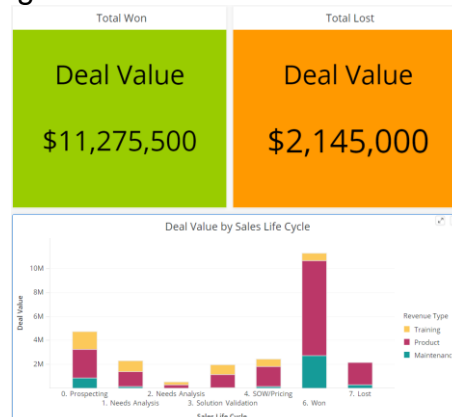 Total Won
Total Lost
Deal Value
Deal Value
$11,275,500
$2,145,000
Deal Value by Sales Life Cycle
10M
8M
6M
4M
2M
Deal Value
Revenue Type
Training
Product
Maintenanc
0. Prospecting
2. Needs Analysis
4. SOW/Pricing
7. Lost
1. Needs Analysis
3. Solution Validation
6. Won
Sales Life Cycle